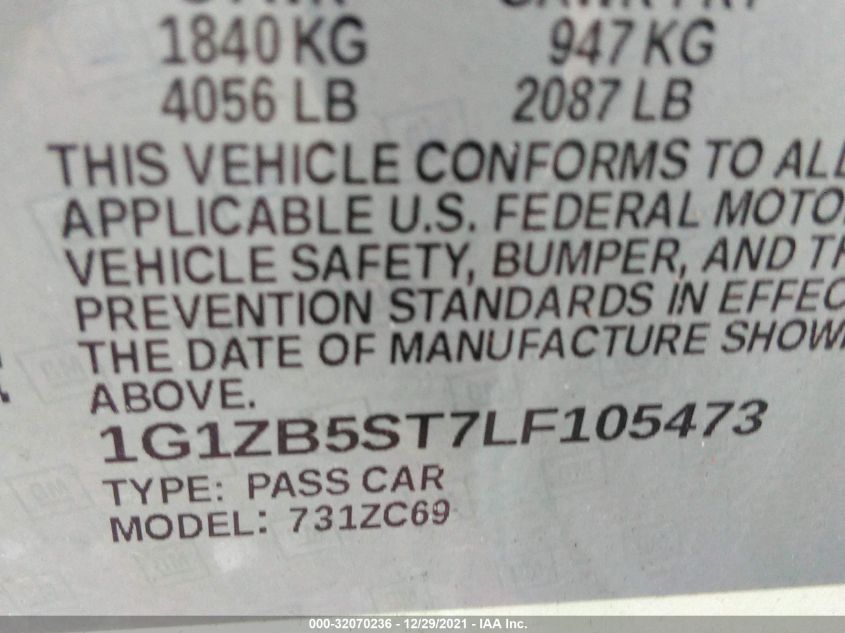 1840 KG 947 KG
4056 LB 2087 LB
THIS VEHICLE CONFORMS TO ALL
APPLICABLE U.S. FEDERAL MOTO
VEHICLE SAFETY, BUMPER, AND TH
PREVENTION STANDARDS IN EFFEC
THE DATE OF MANUFACTURE SHOW
ABOVE.
1G1ZB5ST7LF105473
TYPE: PASS CAR
MODEL: 731ZC69
000-32070236 - 12/29/2021 - IAA Inc.